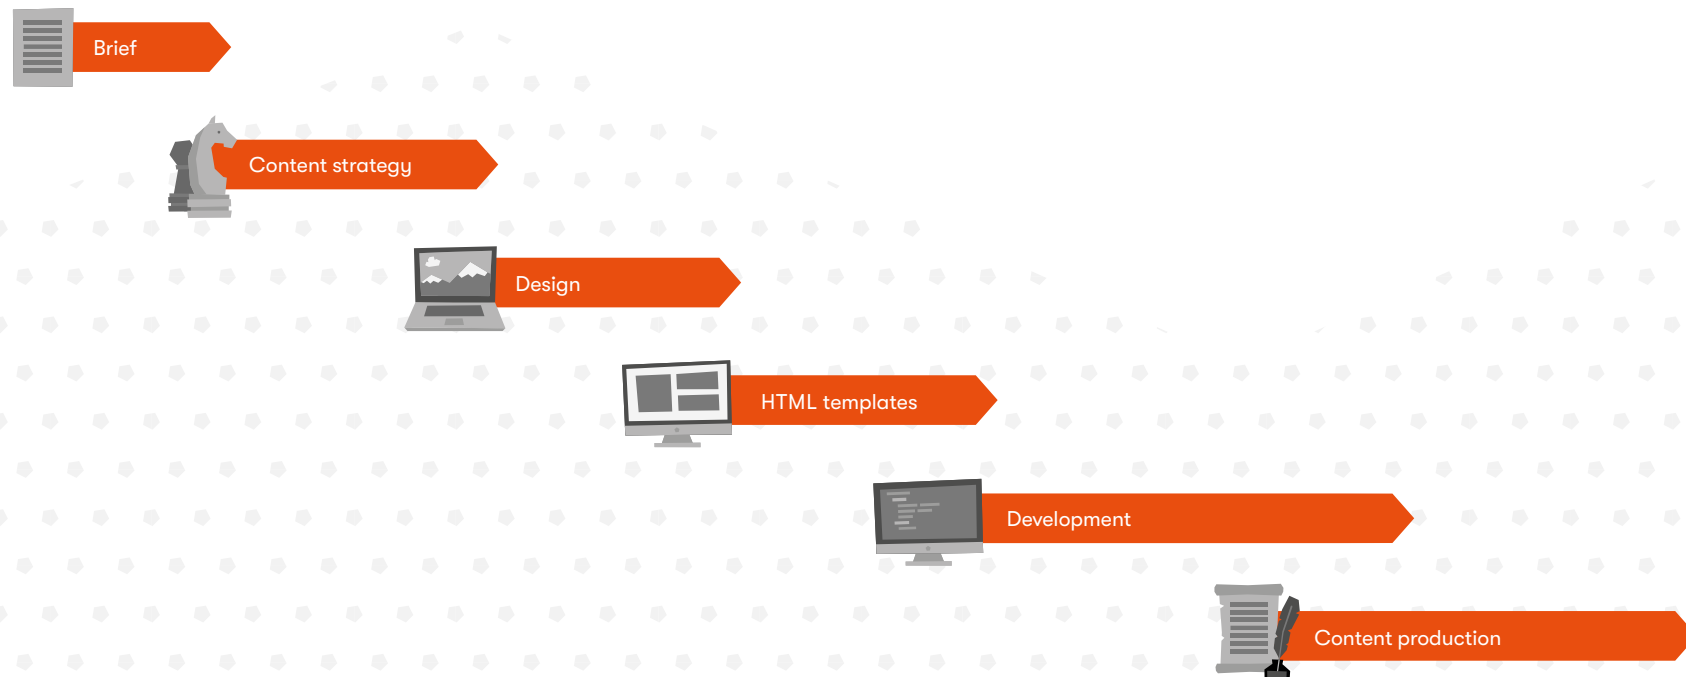 Brief
Content strategy
Design
HTML templates
Development
Content production